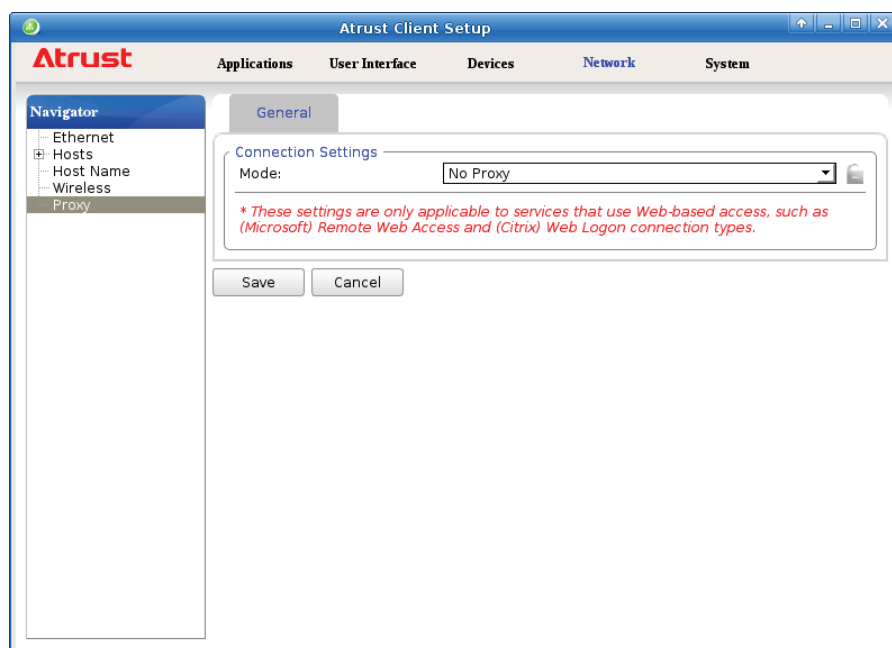 Atrust Client Setup
Atrust
Applications User Interface Devices Network System
Navigator
Ethernet
Hosts
Host Name
Wireless
Proxy
General
Connection Settings
Mode: No Proxy
* These settings are only applicable to services that use Web-based access, such as
(Microsoft) Remote Web Access and (Citrix) Web Logon connection types.
Save Cancel